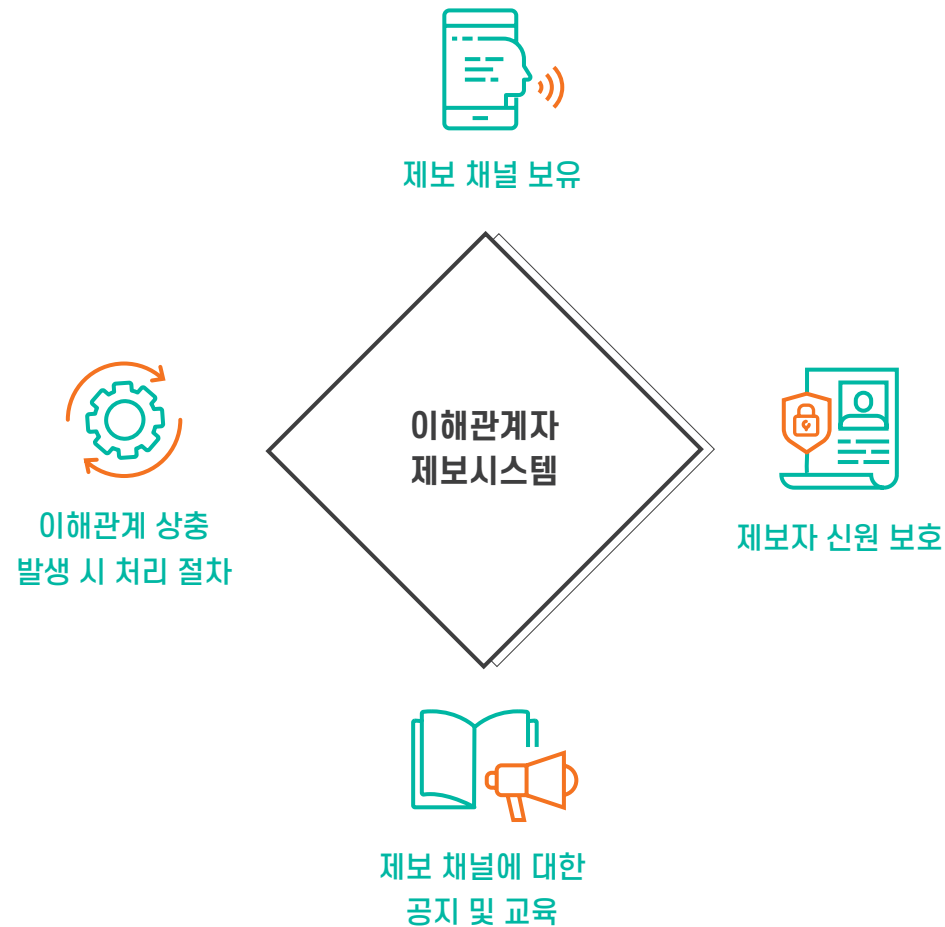 제보 채널 보유
이해관계자
제보시스템
이해관계 상충
발생 시 처리 절차
제보자 신원 보호
제보 채널에 대한
공지 및 교육